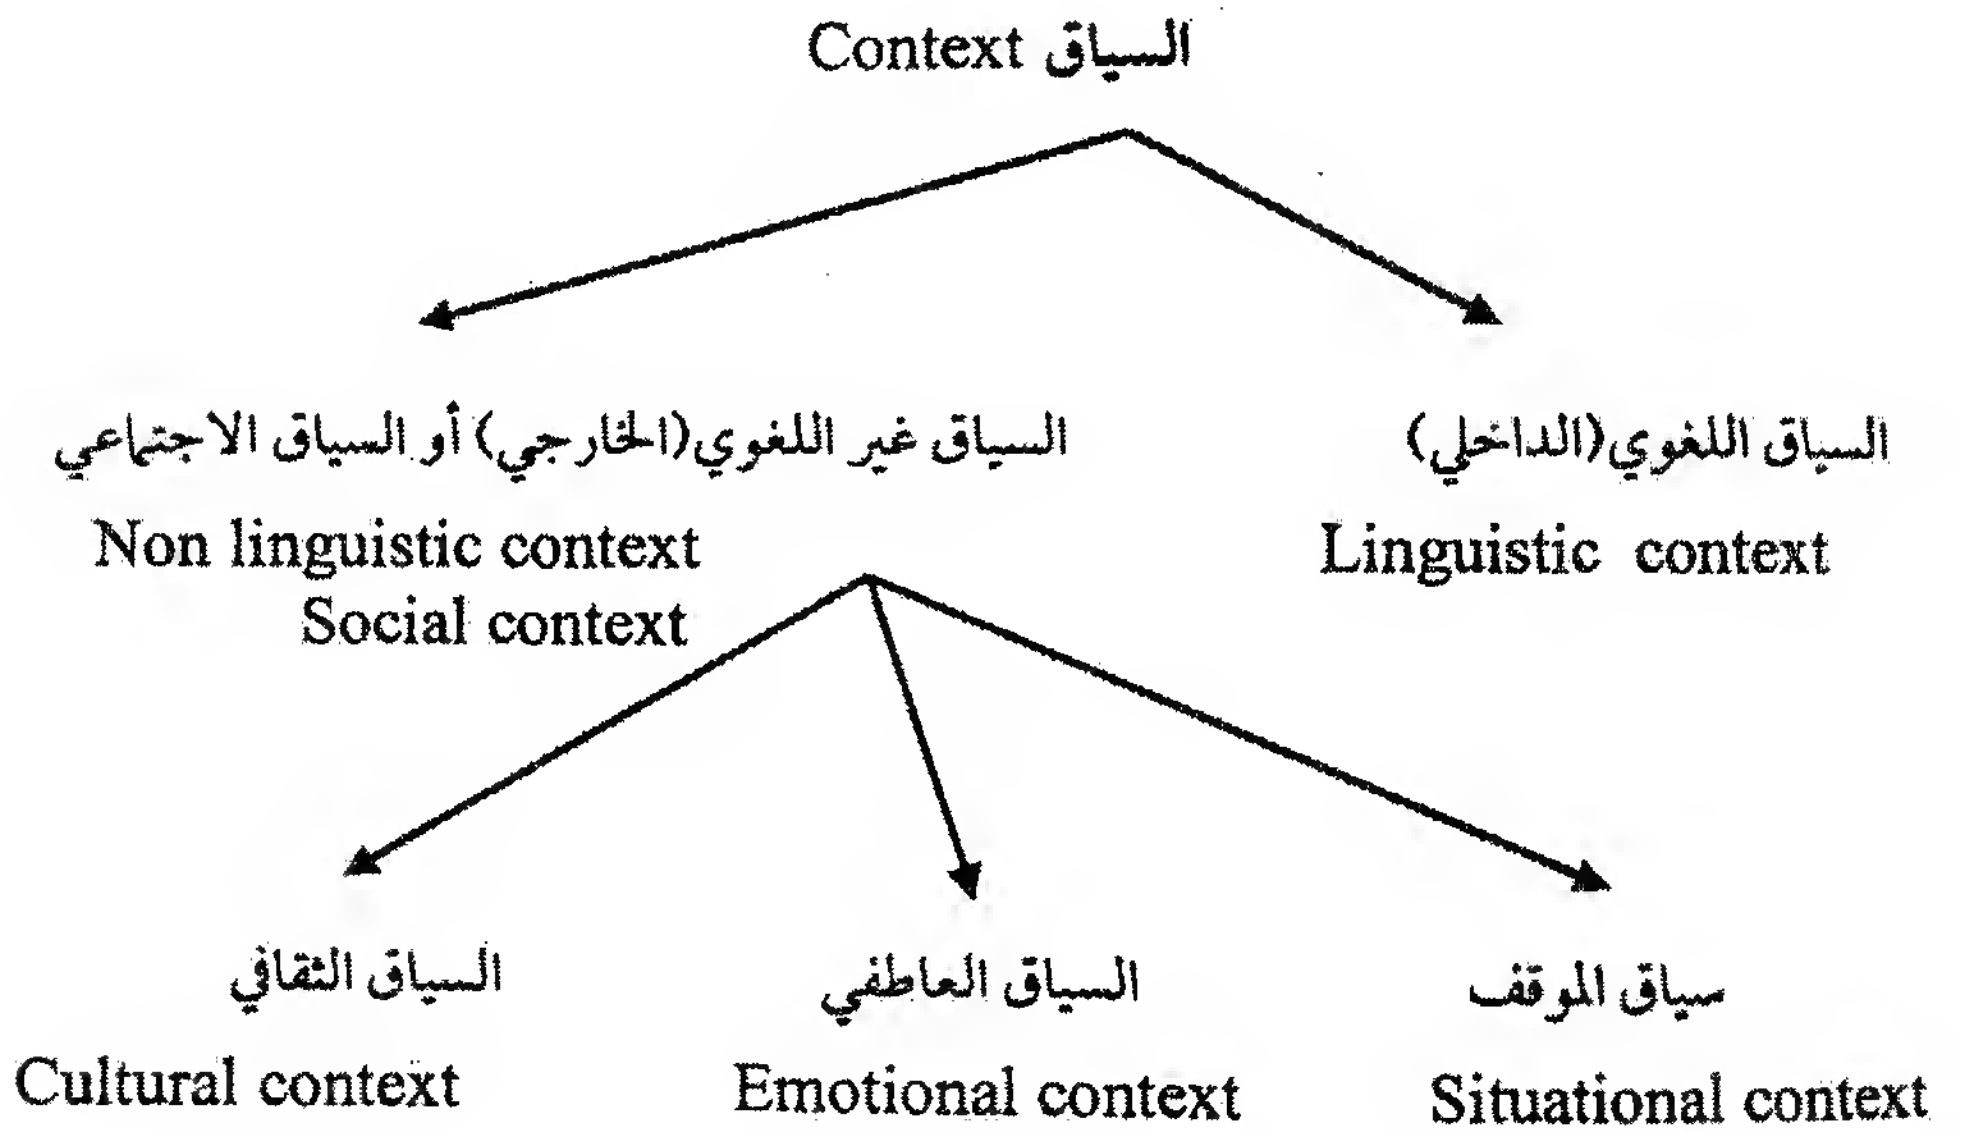 السياق Context
السياق اللغوي(الداخلي)
Linguistic context
السياق غير اللغوي(الخارجي) أو السياق الاجتماعي
Non linguistic context
Social context
سياق الموقف
Situational context
السياق العاطفي
Emotional context
السياق الثقافي
Cultural context